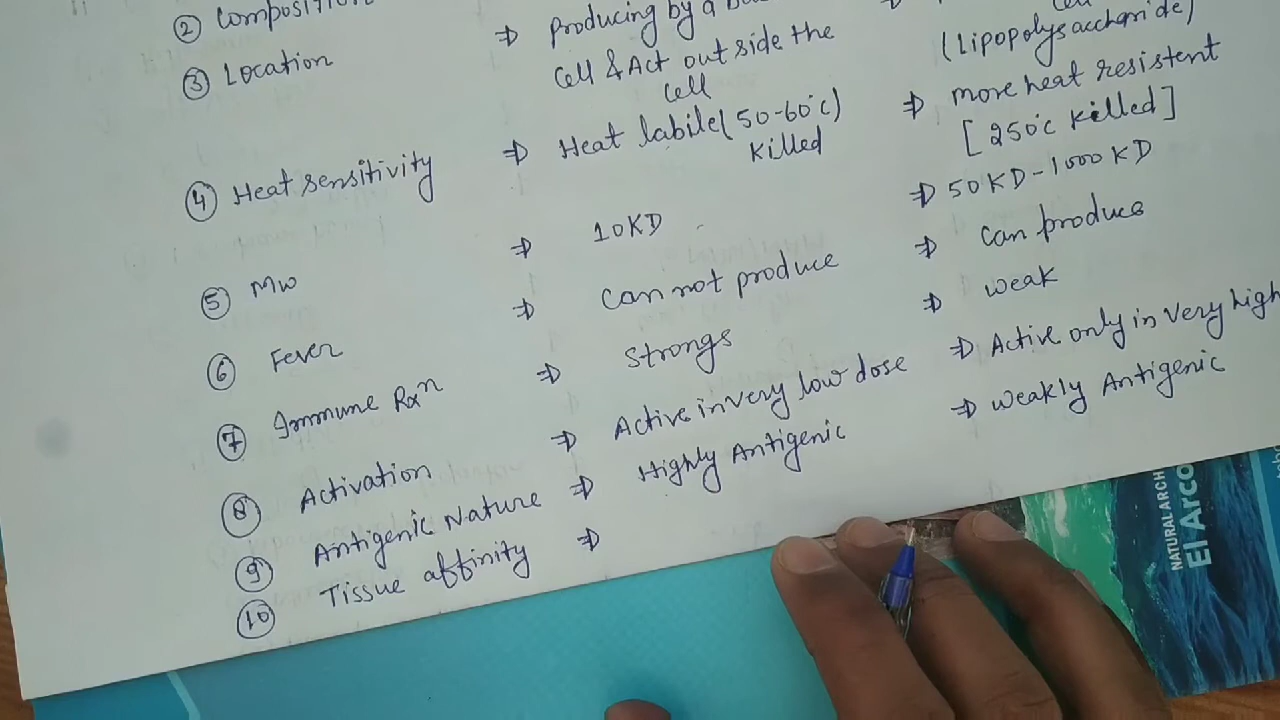 ② Composition
③ Location ⇒ Producing by a
Cell & Act out side the
Cell
(Lipopolysaccharide)
④ Heat sensitivity ⇒ Heat labile (50-60°C)
Killed
⇒ more heat resistent
[250°C killed]
⑤ MW ⇒ 10KD ⇒ 50KD-1000KD
⑥ Fever ⇒ Can not produce ⇒ Can produce
⑦ Immune Rxn ⇒ Strongs ⇒ weak
⑧ Activation ⇒ Active in very low dose ⇒ Active only in very high
⑨ Antigenic Nature ⇒ Highly Antigenic ⇒ weakly Antigenic
⑩ Tissue affinity ⇒
NATURAL ARCH
El Arco